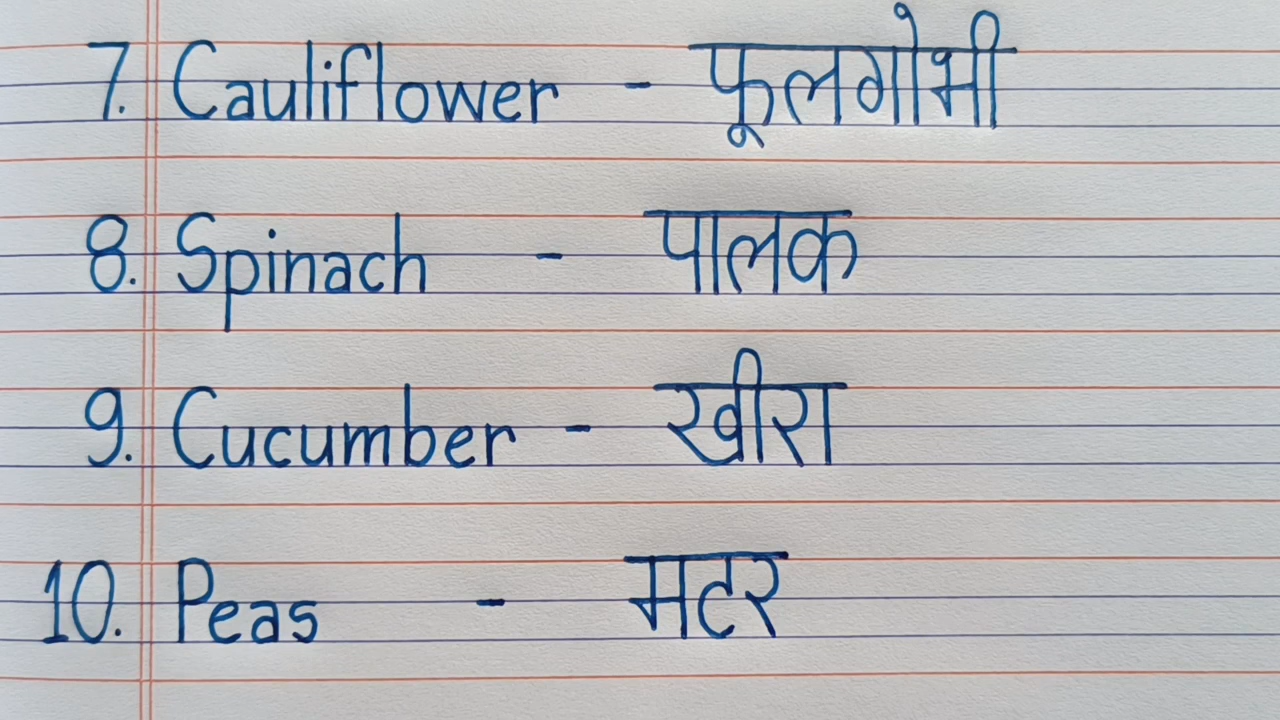 7. Cauliflower - फूलगोभी
8. Spinach - पालक
9. Cucumber - खीरा
10. Peas - मटर